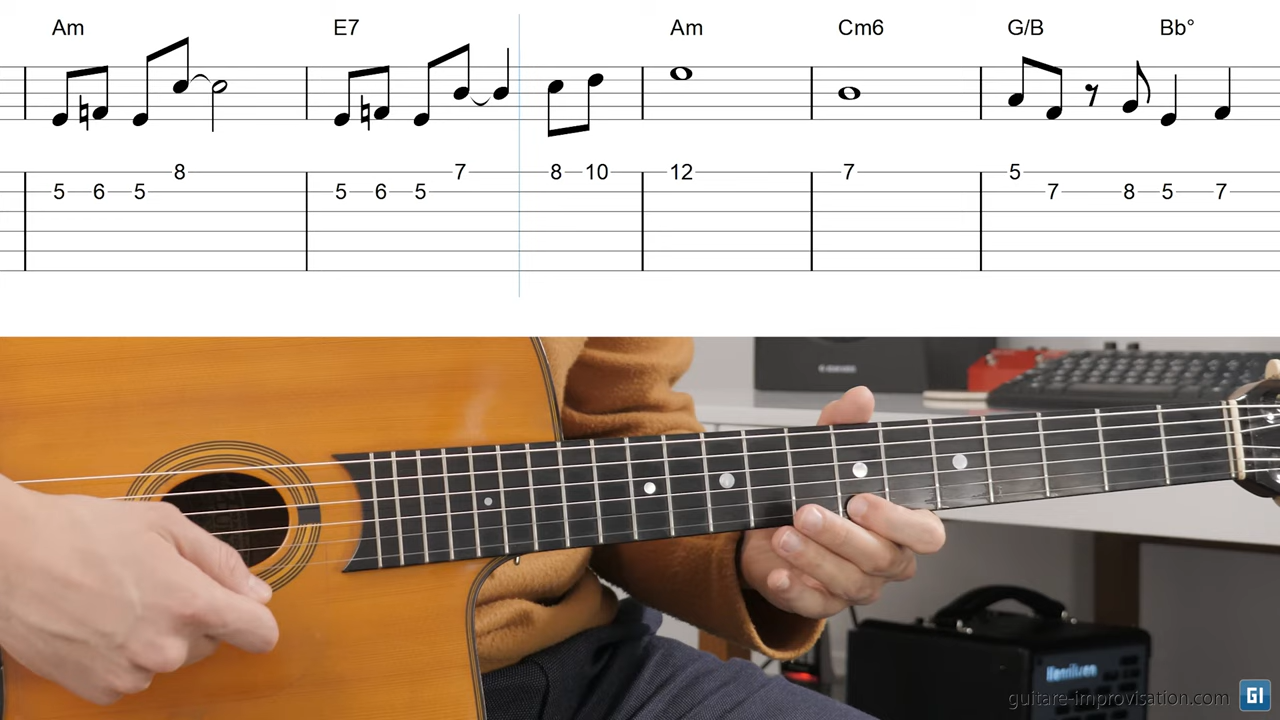 Am E7 Am Cm6 G/B Bb°
8 7 8 10 12 7 5
5 6 5 5 6 5 7 8 5 7
Henriksen
guitare-improvisation.com GI